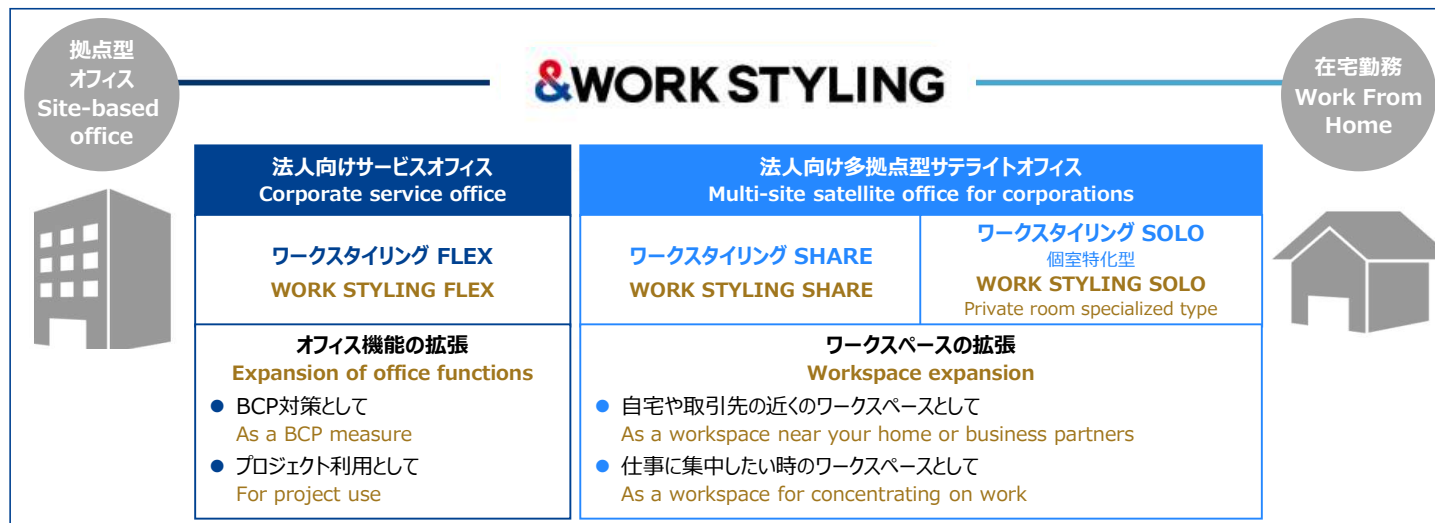 拠点型
オフィス
Site-based
office
&WORK STYLING
在宅勤務
Work From
Home
法人向けサービスオフィス
Corporate service office
法人向け多拠点型サテライトオフィス
Multi-site satellite office for corporations
ワークスタイリング FLEX
WORK STYLING FLEX
ワークスタイリング SHARE
WORK STYLING SHARE
ワークスタイリング SOLO
個室特化型
WORK STYLING SOLO
Private room specialized type
オフィス機能の拡張
Expansion of office functions
● BCP対策として
As a BCP measure
● プロジェクト利用として
For project use
ワークスペースの拡張
Workspace expansion
● 自宅や取引先の近くのワークスペースとして
As a workspace near your home or business partners
● 仕事に集中したい時のワークスペースとして
As a workspace for concentrating on work